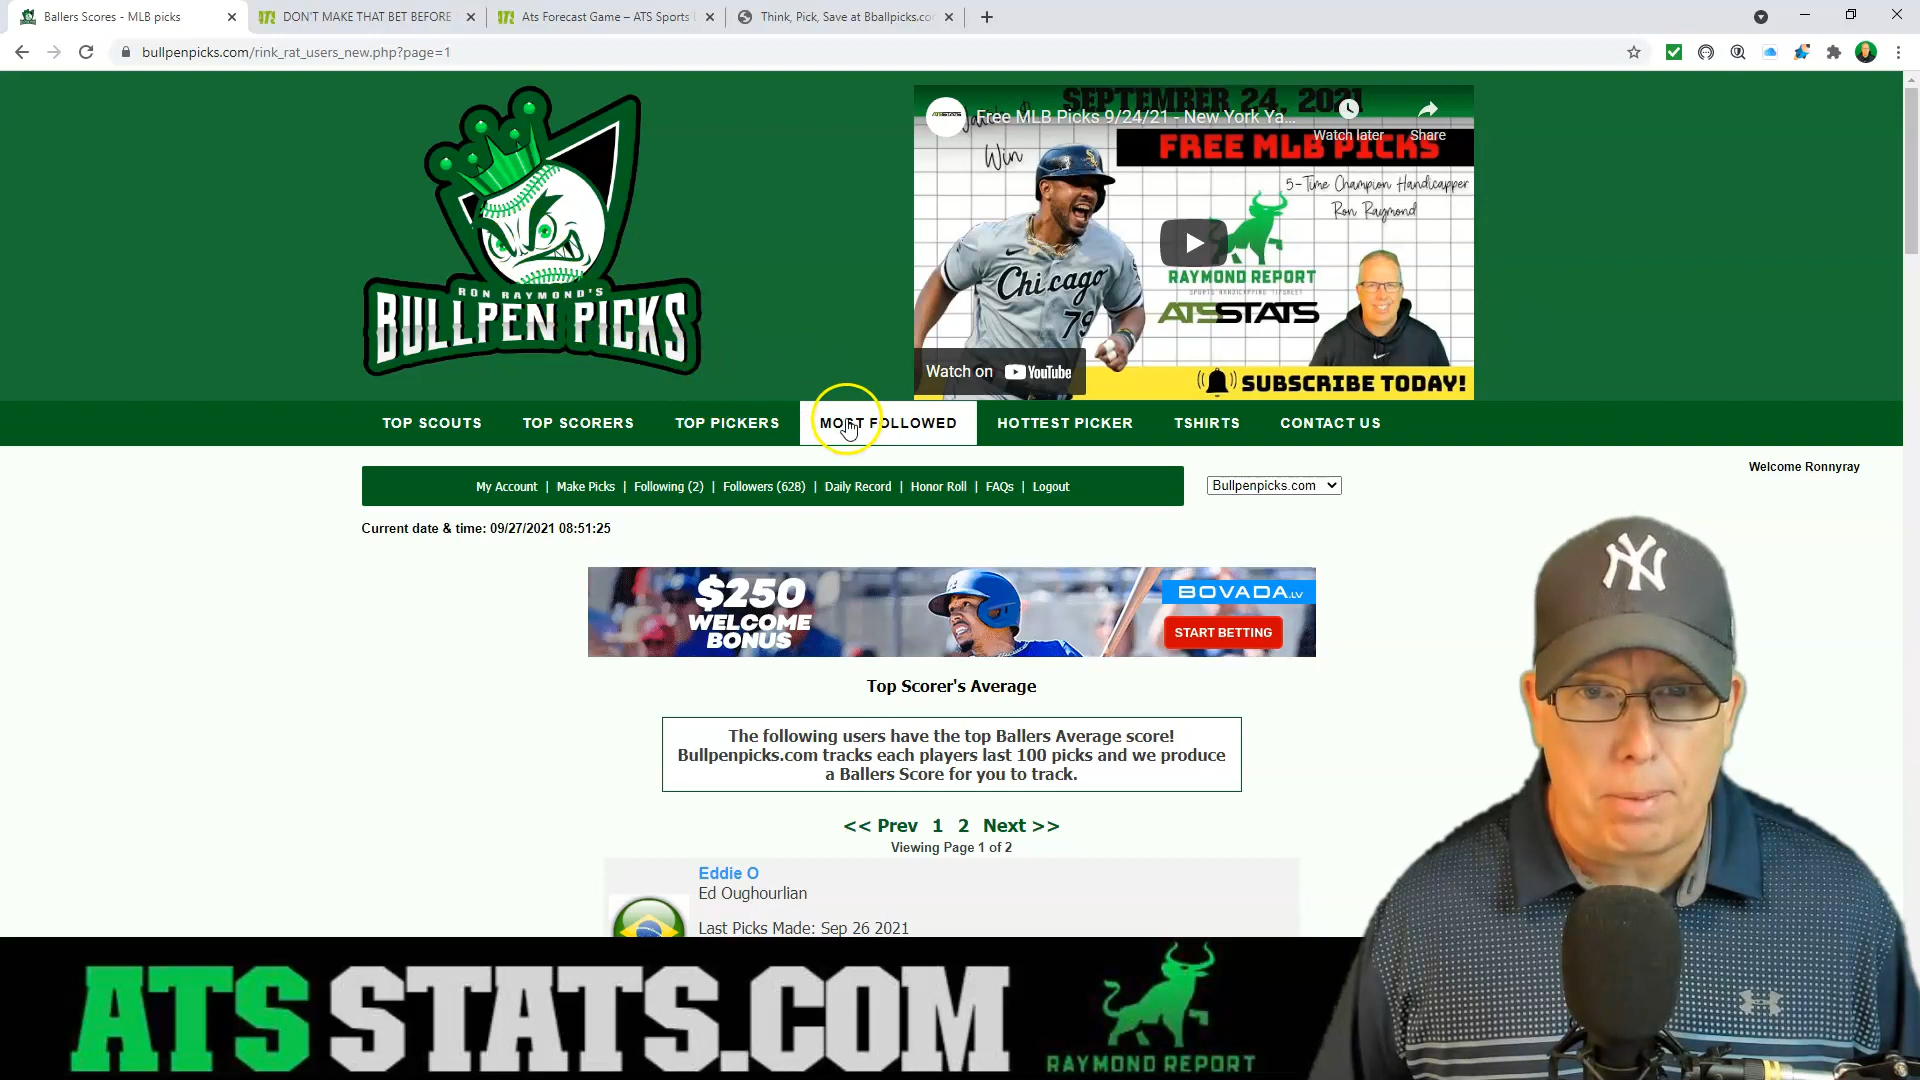 Ballers Scores - MLB picks
DON'T MAKE THAT BET BEFORE
Ats Forecast Game – ATS Sports
Think, Pick, Save at Bballpicks.co
bullpenpicks.com/rink_rat_users_new.php?page=1
RON RAYMOND'S
BULLPEN PICKS
SEPTEMBER 24, 2021
Free MLB Picks 9/24/21 - New York Ya...
Watch later
Share
Win
FREE MLB PICKS
5-Time Champion Handicapper
Ron Raymond
Chicago
79
RAYMOND REPORT
SPORTS HANDICAPPING TIPSHEET
ATSSTATS
Watch on YouTube
SUBSCRIBE TODAY!
TOP SCOUTS
TOP SCORERS
TOP PICKERS
MOST FOLLOWED
HOTTEST PICKER
TSHIRTS
CONTACT US
Welcome Ronnyray
My Account | Make Picks | Following (2) | Followers (628) | Daily Record | Honor Roll | FAQs | Logout
Bullpenpicks.com
Current date & time: 09/27/2021 08:51:25
$250
WELCOME
BONUS
BOVADA.LV
START BETTING
Top Scorer's Average
The following users have the top Ballers Average score!
Bullpenpicks.com tracks each players last 100 picks and we produce
a Ballers Score for you to track.
<< Prev 1 2 Next >>
Viewing Page 1 of 2
Eddie O
Ed Oughourlian
Last Picks Made: Sep 26 2021
NY
ATSSTATS.COM
RAYMOND REPORT